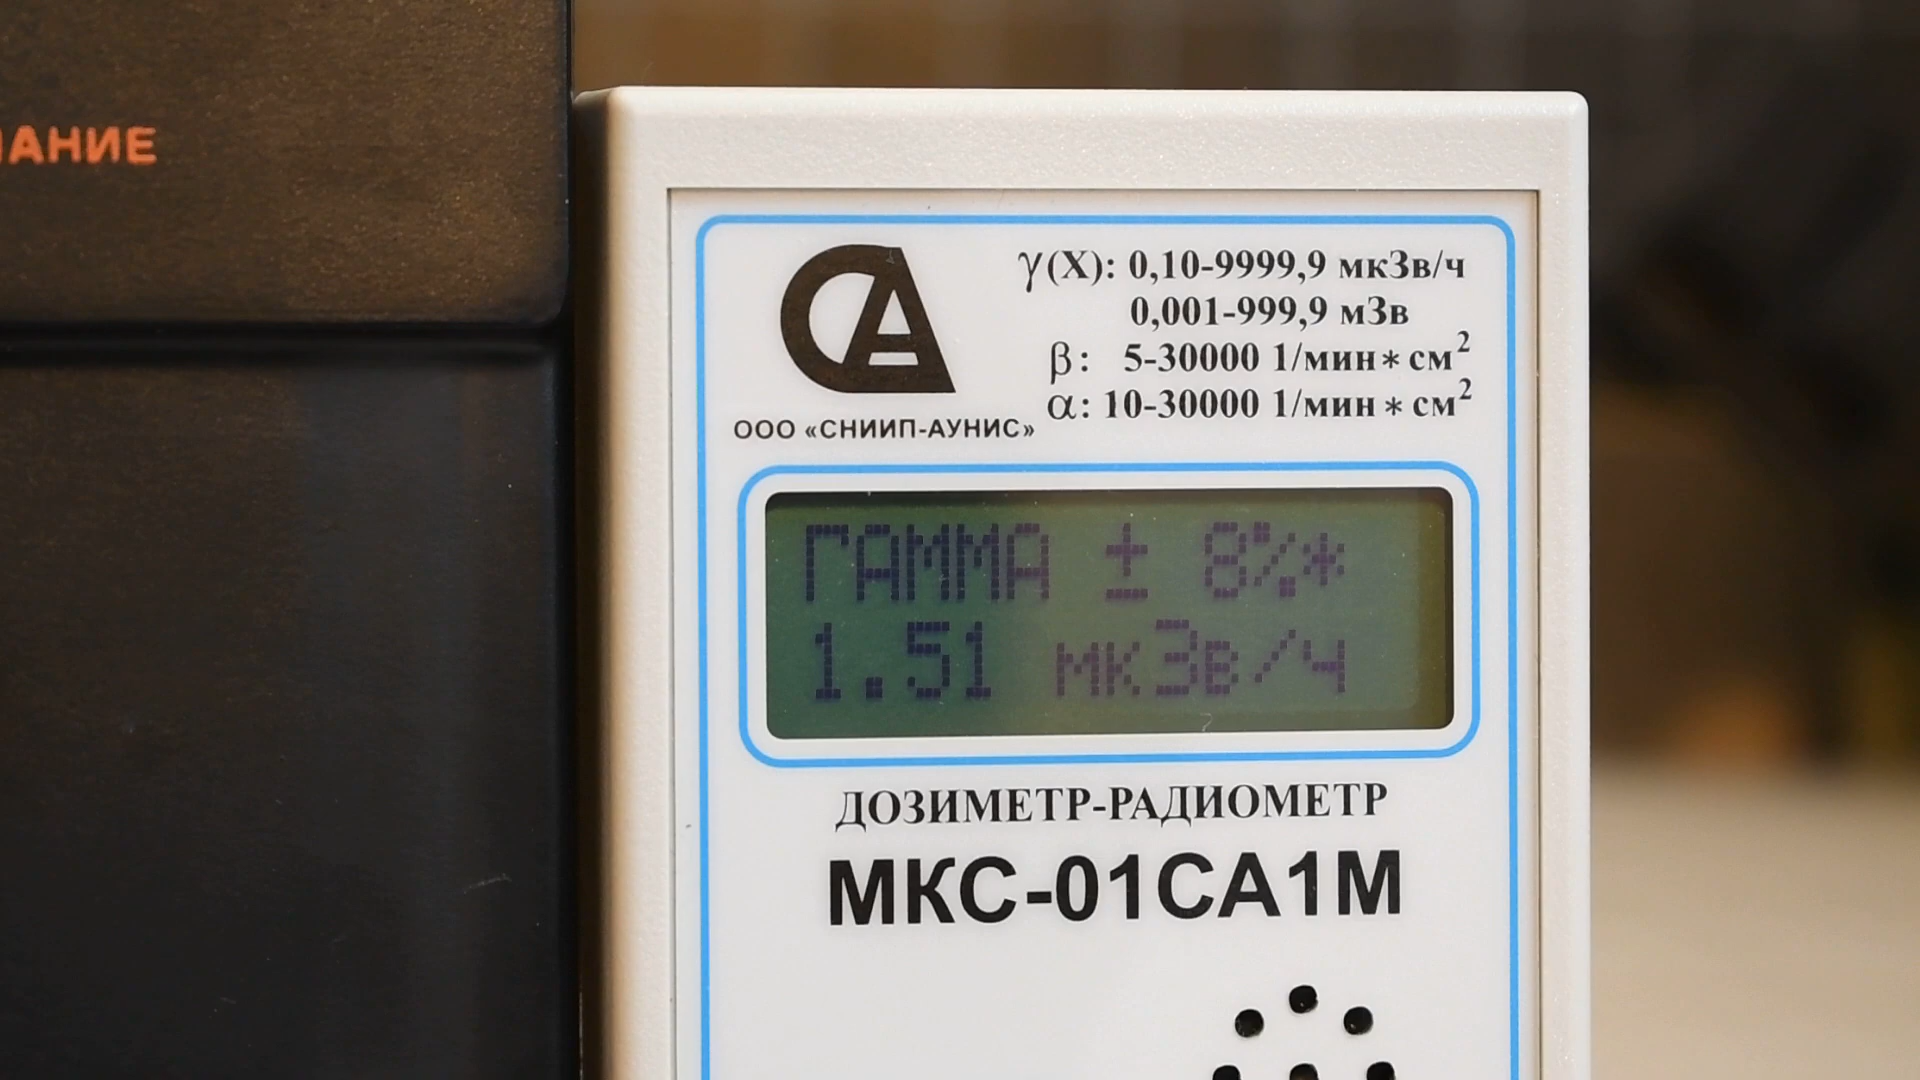 γ(X): 0,10-9999,9 мкЗв/ч
0,001-999,9 мЗв
β: 5-30000 1/мин*см²
α: 10-30000 1/мин*см²
СА
ООО «СНИИП-АУНИС»
ГАММА ± 8%*
1.51 мкЗв/ч
ДОЗИМЕТР-РАДИОМЕТР
МКС-01СА1М